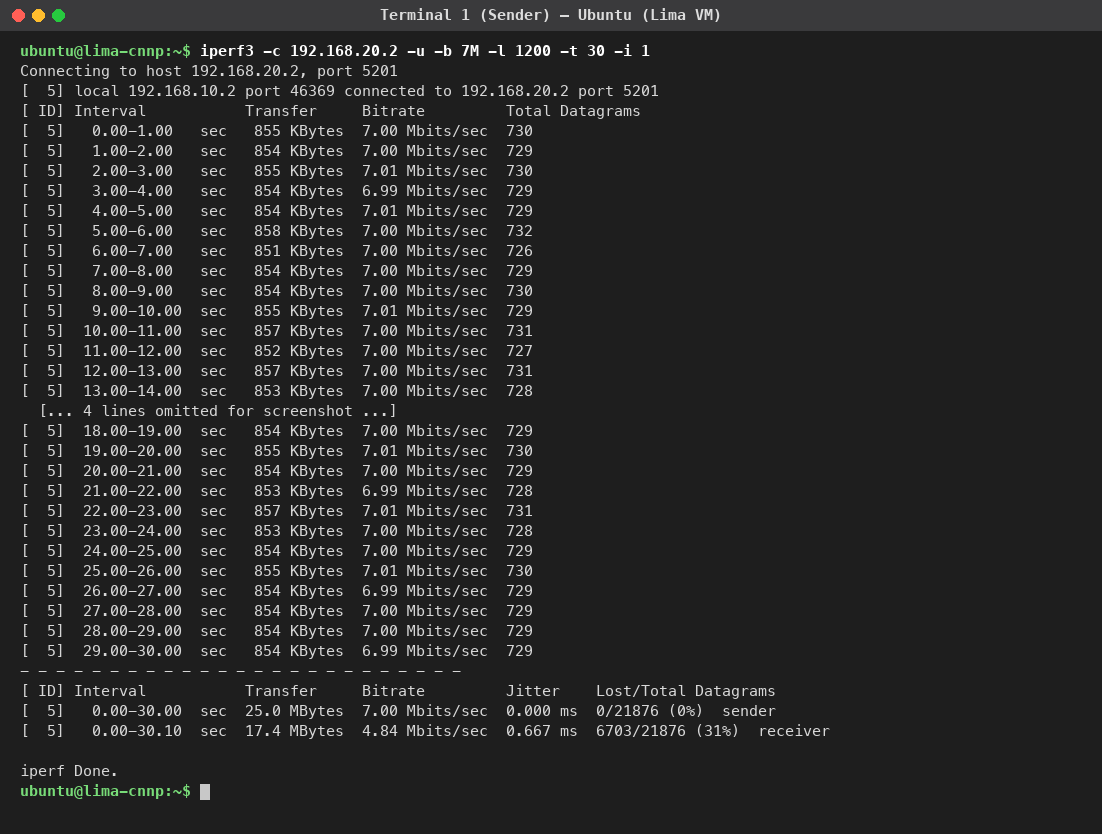 Terminal 1 (Sender) — Ubuntu (Lima VM)
ubuntu@lima-cnnp:~$ iperf3 -c 192.168.20.2 -u -b 7M -l 1200 -t 30 -i 1
Connecting to host 192.168.20.2, port 5201
[  5] local 192.168.10.2 port 46369 connected to 192.168.20.2 port 5201
[ ID] Interval           Transfer     Bitrate         Total Datagrams
[  5]   0.00-1.00   sec   855 KBytes  7.00 Mbits/sec  730
[  5]   1.00-2.00   sec   854 KBytes  7.00 Mbits/sec  729
[  5]   2.00-3.00   sec   855 KBytes  7.01 Mbits/sec  730
[  5]   3.00-4.00   sec   854 KBytes  6.99 Mbits/sec  729
[  5]   4.00-5.00   sec   854 KBytes  7.01 Mbits/sec  729
[  5]   5.00-6.00   sec   858 KBytes  7.00 Mbits/sec  732
[  5]   6.00-7.00   sec   851 KBytes  7.00 Mbits/sec  726
[  5]   7.00-8.00   sec   854 KBytes  7.00 Mbits/sec  729
[  5]   8.00-9.00   sec   854 KBytes  7.00 Mbits/sec  730
[  5]   9.00-10.00  sec   855 KBytes  7.01 Mbits/sec  729
[  5]  10.00-11.00  sec   857 KBytes  7.00 Mbits/sec  731
[  5]  11.00-12.00  sec   852 KBytes  7.00 Mbits/sec  727
[  5]  12.00-13.00  sec   857 KBytes  7.00 Mbits/sec  731
[  5]  13.00-14.00  sec   853 KBytes  7.00 Mbits/sec  728
  [... 4 lines omitted for screenshot ...]
[  5]  18.00-19.00  sec   854 KBytes  7.00 Mbits/sec  729
[  5]  19.00-20.00  sec   855 KBytes  7.01 Mbits/sec  730
[  5]  20.00-21.00  sec   854 KBytes  7.00 Mbits/sec  729
[  5]  21.00-22.00  sec   853 KBytes  6.99 Mbits/sec  728
[  5]  22.00-23.00  sec   857 KBytes  7.01 Mbits/sec  731
[  5]  23.00-24.00  sec   853 KBytes  7.00 Mbits/sec  728
[  5]  24.00-25.00  sec   854 KBytes  7.00 Mbits/sec  729
[  5]  25.00-26.00  sec   855 KBytes  7.01 Mbits/sec  730
[  5]  26.00-27.00  sec   854 KBytes  6.99 Mbits/sec  729
[  5]  27.00-28.00  sec   854 KBytes  7.00 Mbits/sec  729
[  5]  28.00-29.00  sec   854 KBytes  7.00 Mbits/sec  729
[  5]  29.00-30.00  sec   854 KBytes  6.99 Mbits/sec  729
- - - - - - - - - - - - - - - - - - - - - - - - -
[ ID] Interval           Transfer     Bitrate         Jitter    Lost/Total Datagrams
[  5]   0.00-30.00  sec  25.0 MBytes  7.00 Mbits/sec  0.000 ms  0/21876 (0%)  sender
[  5]   0.00-30.10  sec  17.4 MBytes  4.84 Mbits/sec  0.667 ms  6703/21876 (31%)  receiver
iperf Done.
ubuntu@lima-cnnp:~$